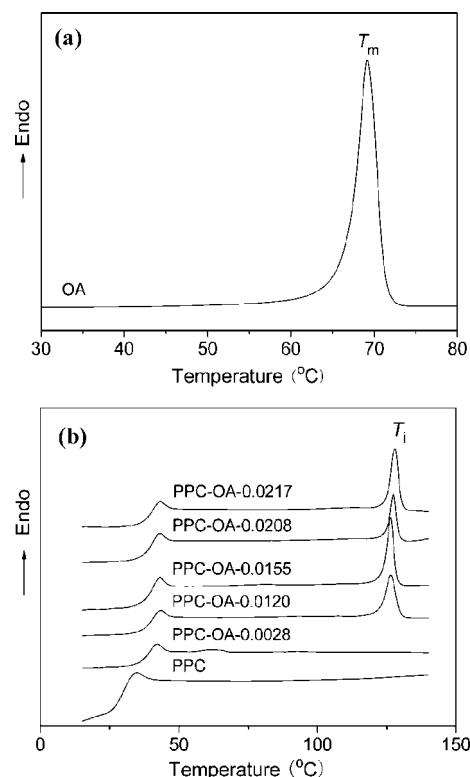 (a)
Tm
Endo
OA
30 40 50 60 70 80
Temperature (°C)
(b)
Ti
Endo
PPC-OA-0.0217
PPC-OA-0.0208
PPC-OA-0.0155
PPC-OA-0.0120
PPC-OA-0.0028
PPC
0 50 100 150
Temperature (°C)